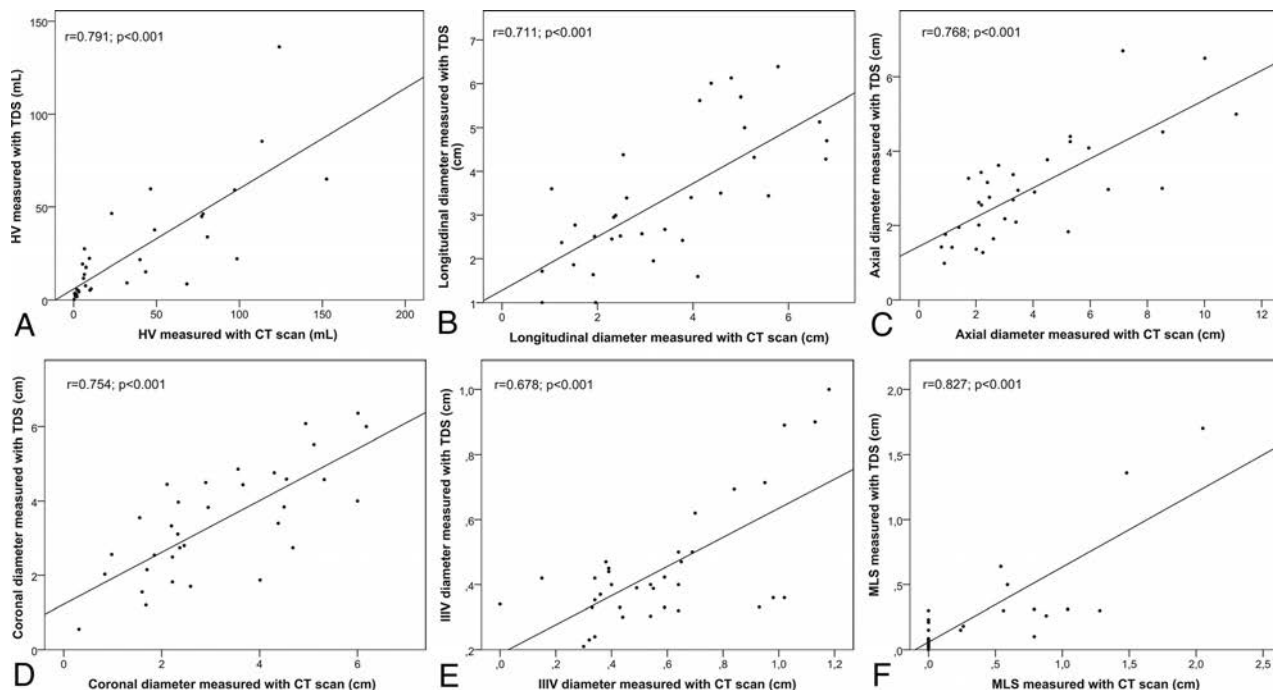 r=0.791; p<0.001
HV measured with TDS (mL)
150
100
50
0
0 50 100 150 200
HV measured with CT scan (mL)
A
r=0.711; p<0.001
Longitudinal diameter measured with TDS
(cm)
7
6
5
4
3
2
1
0 2 4 6
Longitudinal diameter measured with CT scan (cm)
B
r=0.768; p<0.001
Axial diameter measured with TDS (cm)
6
4
2
0
0 2 4 6 8 10 12
Axial diameter measured with CT scan (cm)
C
r=0.754; p<0.001
Coronal diameter measured with TDS (cm)
6
4
2
0
0 2 4 6
Coronal diameter measured with CT scan (cm)
D
r=0.678; p<0.001
IIIV diameter measured with TDS (cm)
1,0
,8
,6
,4
,2
,0 ,2 ,4 ,6 ,8 1,0 1,2
IIIV diameter measured with CT scan (cm)
E
r=0.827; p<0.001
MLS measured with TDS (cm)
2,0
1,5
1,0
,5
,0
,0 ,5 1,0 1,5 2,0 2,5
MLS measured with CT scan (cm)
F